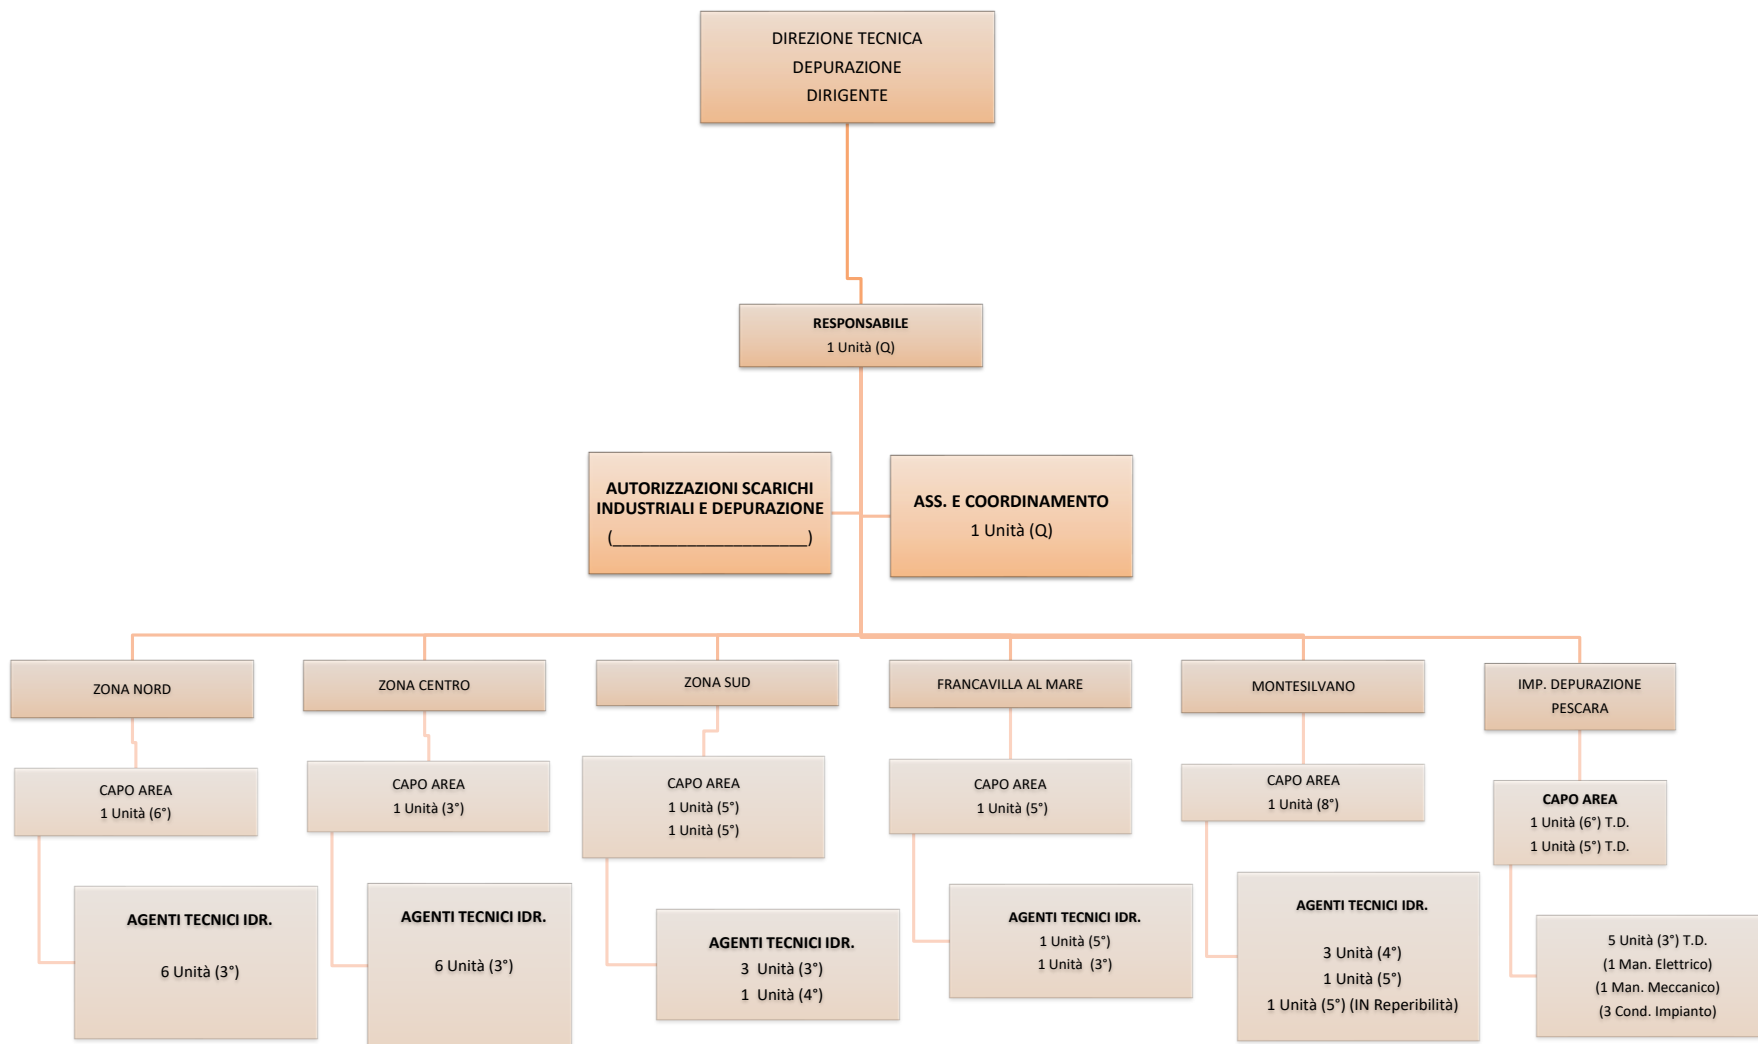 DIREZIONE TECNICA
DEPURAZIONE
DIRIGENTE
RESPONSABILE
1 Unità (Q)
AUTORIZZAZIONI SCARICHI
INDUSTRIALI E DEPURAZIONE
(_____________________)
ASS. E COORDINAMENTO
1 Unità (Q)
ZONA NORD
CAPO AREA
1 Unità (6°)
AGENTI TECNICI IDR.
6 Unità (3°)
ZONA CENTRO
CAPO AREA
1 Unità (3°)
AGENTI TECNICI IDR.
6 Unità (3°)
ZONA SUD
CAPO AREA
1 Unità (5°)
1 Unità (5°)
AGENTI TECNICI IDR.
3 Unità (3°)
1 Unità (4°)
FRANCAVILLA AL MARE
CAPO AREA
1 Unità (5°)
AGENTI TECNICI IDR.
1 Unità (5°)
1 Unità (3°)
MONTESILVANO
CAPO AREA
1 Unità (8°)
AGENTI TECNICI IDR.
3 Unità (4°)
1 Unità (5°)
1 Unità (5°) (IN Reperibilità)
IMP. DEPURAZIONE
PESCARA
CAPO AREA
1 Unità (6°) T.D.
1 Unità (5°) T.D.
5 Unità (3°) T.D.
(1 Man. Elettrico)
(1 Man. Meccanico)
(3 Cond. Impianto)